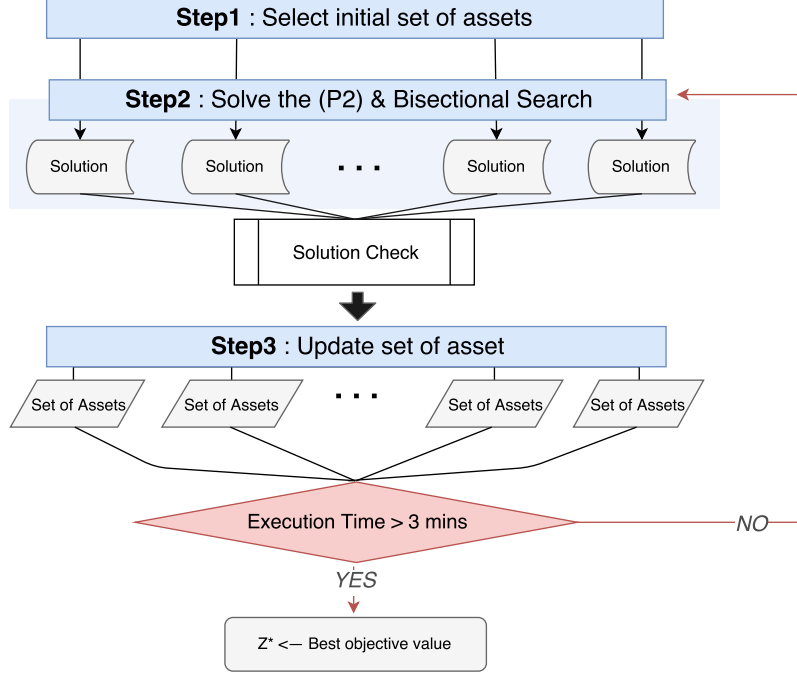 Step1 : Select initial set of assets
Step2 : Solve the (P2) & Bisectional Search
Solution
Solution
...
Solution
Solution
Solution Check
Step3 : Update set of asset
Set of Assets
Set of Assets
...
Set of Assets
Set of Assets
Execution Time > 3 mins
NO
YES
Z* <— Best objective value